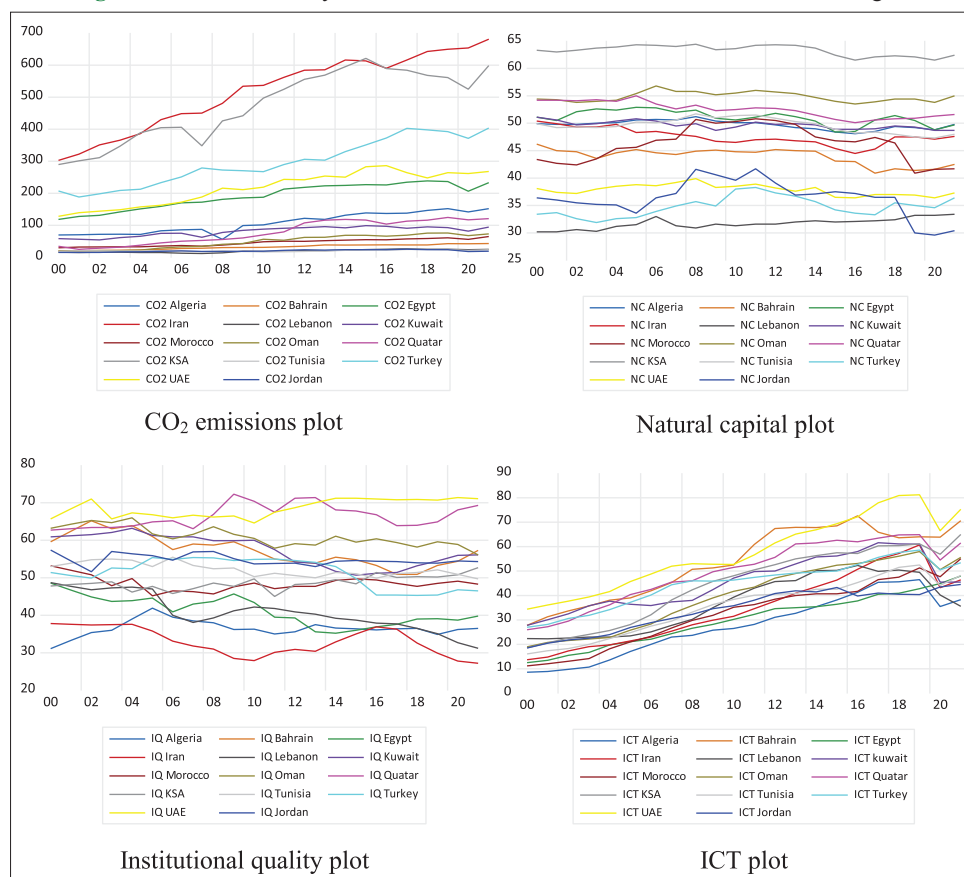 700
600
500
400
300
200
100
0
00 02 04 06 08 10 12 14 16 18 20
CO2 Algeria CO2 Bahrain CO2 Egypt
CO2 Iran CO2 Lebanon CO2 Kuwait
CO2 Morocco CO2 Oman CO2 Quatar
CO2 KSA CO2 Tunisia CO2 Turkey
CO2 UAE CO2 Jordan
CO₂ emissions plot
65
60
55
50
45
40
35
30
25
00 02 04 06 08 10 12 14 16 18 20
NC Algeria NC Bahrain NC Egypt
NC Iran NC Lebanon NC Kuwait
NC Morocco NC Oman NC Quatar
NC KSA NC Tunisia NC Turkey
NC UAE NC Jordan
Natural capital plot
80
70
60
50
40
30
20
00 02 04 06 08 10 12 14 16 18 20
IQ Algeria IQ Bahrain IQ Egypt
IQ Iran IQ Lebanon IQ Kuwait
IQ Morocco IQ Oman IQ Quatar
IQ KSA IQ Tunisia IQ Turkey
IQ UAE IQ Jordan
Institutional quality plot
90
80
70
60
50
40
30
20
10
0
00 02 04 06 08 10 12 14 16 18 20
ICT Algeria ICT Bahrain ICT Egypt
ICT Iran ICT Lebanon ICT kuwait
ICT Morocco ICT Oman ICT Quatar
ICT KSA ICT Tunisia ICT Turkey
ICT UAE ICT Jordan
ICT plot